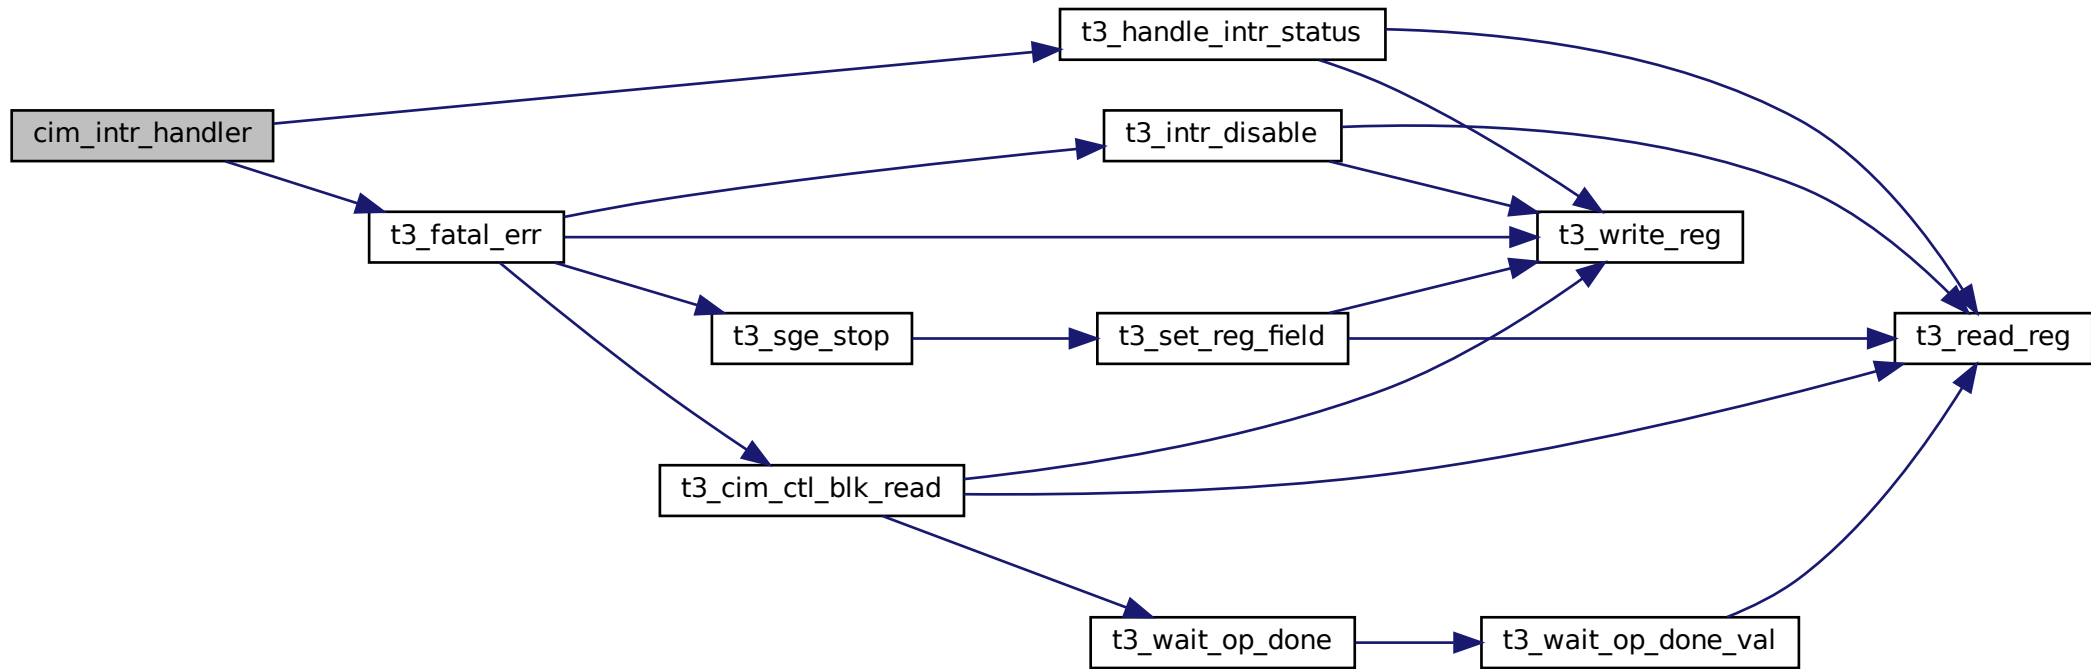 t3_handle_intr_status
cim_intr_handler
t3_intr_disable
t3_fatal_err
t3_write_reg
t3_sge_stop
t3_set_reg_field
t3_read_reg
t3_cim_ctl_blk_read
t3_wait_op_done
t3_wait_op_done_val